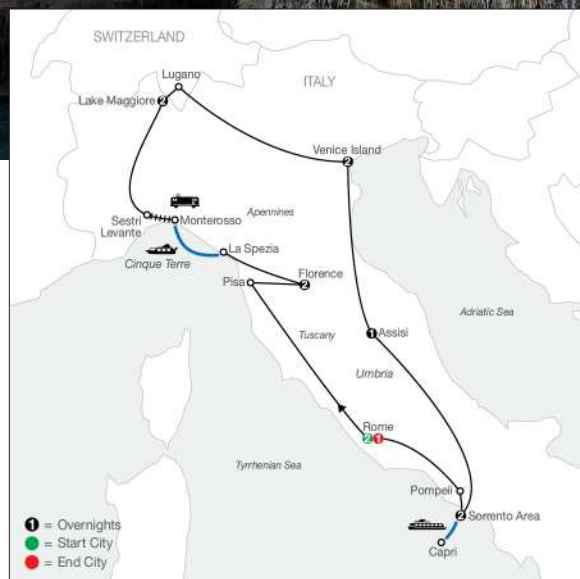 SWITZERLAND
Lugano
ITALY
Lake Maggiore
2
Venice Island
2
Apennines
Sestri
Levante
Monterosso
La Spezia
Cinque Terre
Florence
2
Pisa
Adriatic Sea
Tuscany
Assisi
1
Umbria
Rome
2 1
Tyrrhenian Sea
Pompeii
2
Sorrento Area
Capri
1 = Overnights
= Start City
= End City